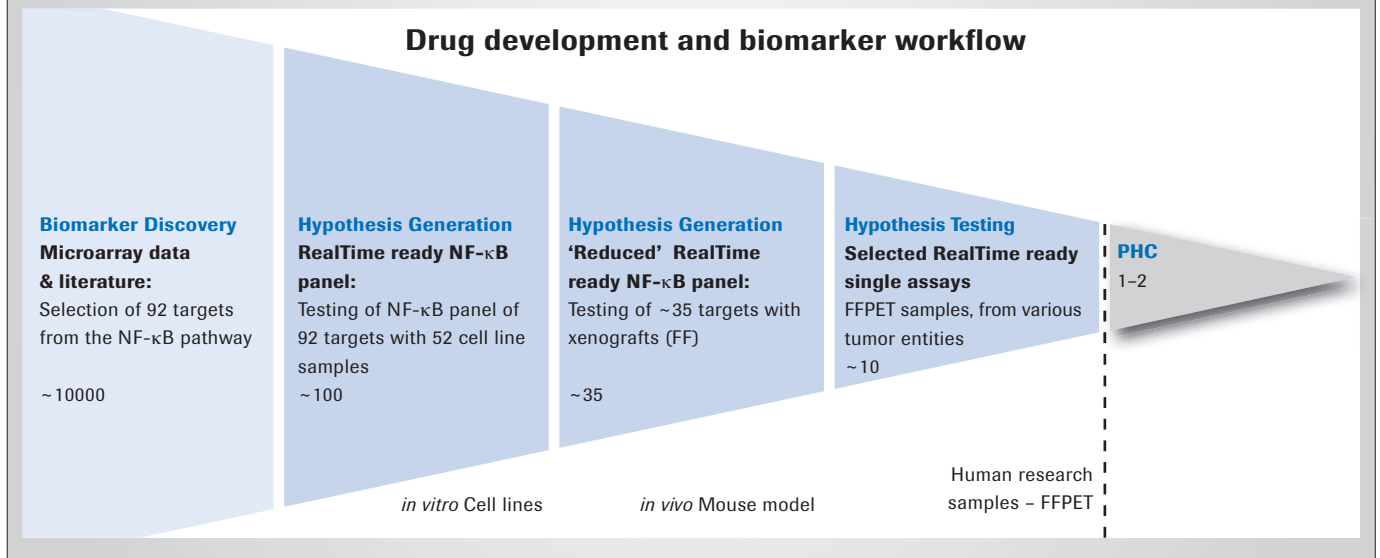 Drug development and biomarker workflow
Biomarker Discovery
Microarray data
& literature:
Selection of 92 targets
from the NF-κB pathway
~10000
Hypothesis Generation
RealTime ready NF-κB
panel:
Testing of NF-κB panel of
92 targets with 52 cell line
samples
~100
Hypothesis Generation
‘Reduced’ RealTime
ready NF-κB panel:
Testing of ~35 targets with
xenografts (FF)
~35
Hypothesis Testing
Selected RealTime ready
single assays
FFPET samples, from various
tumor entities
~10
PHC
1–2
in vitro Cell lines
in vivo Mouse model
Human research
samples – FFPET